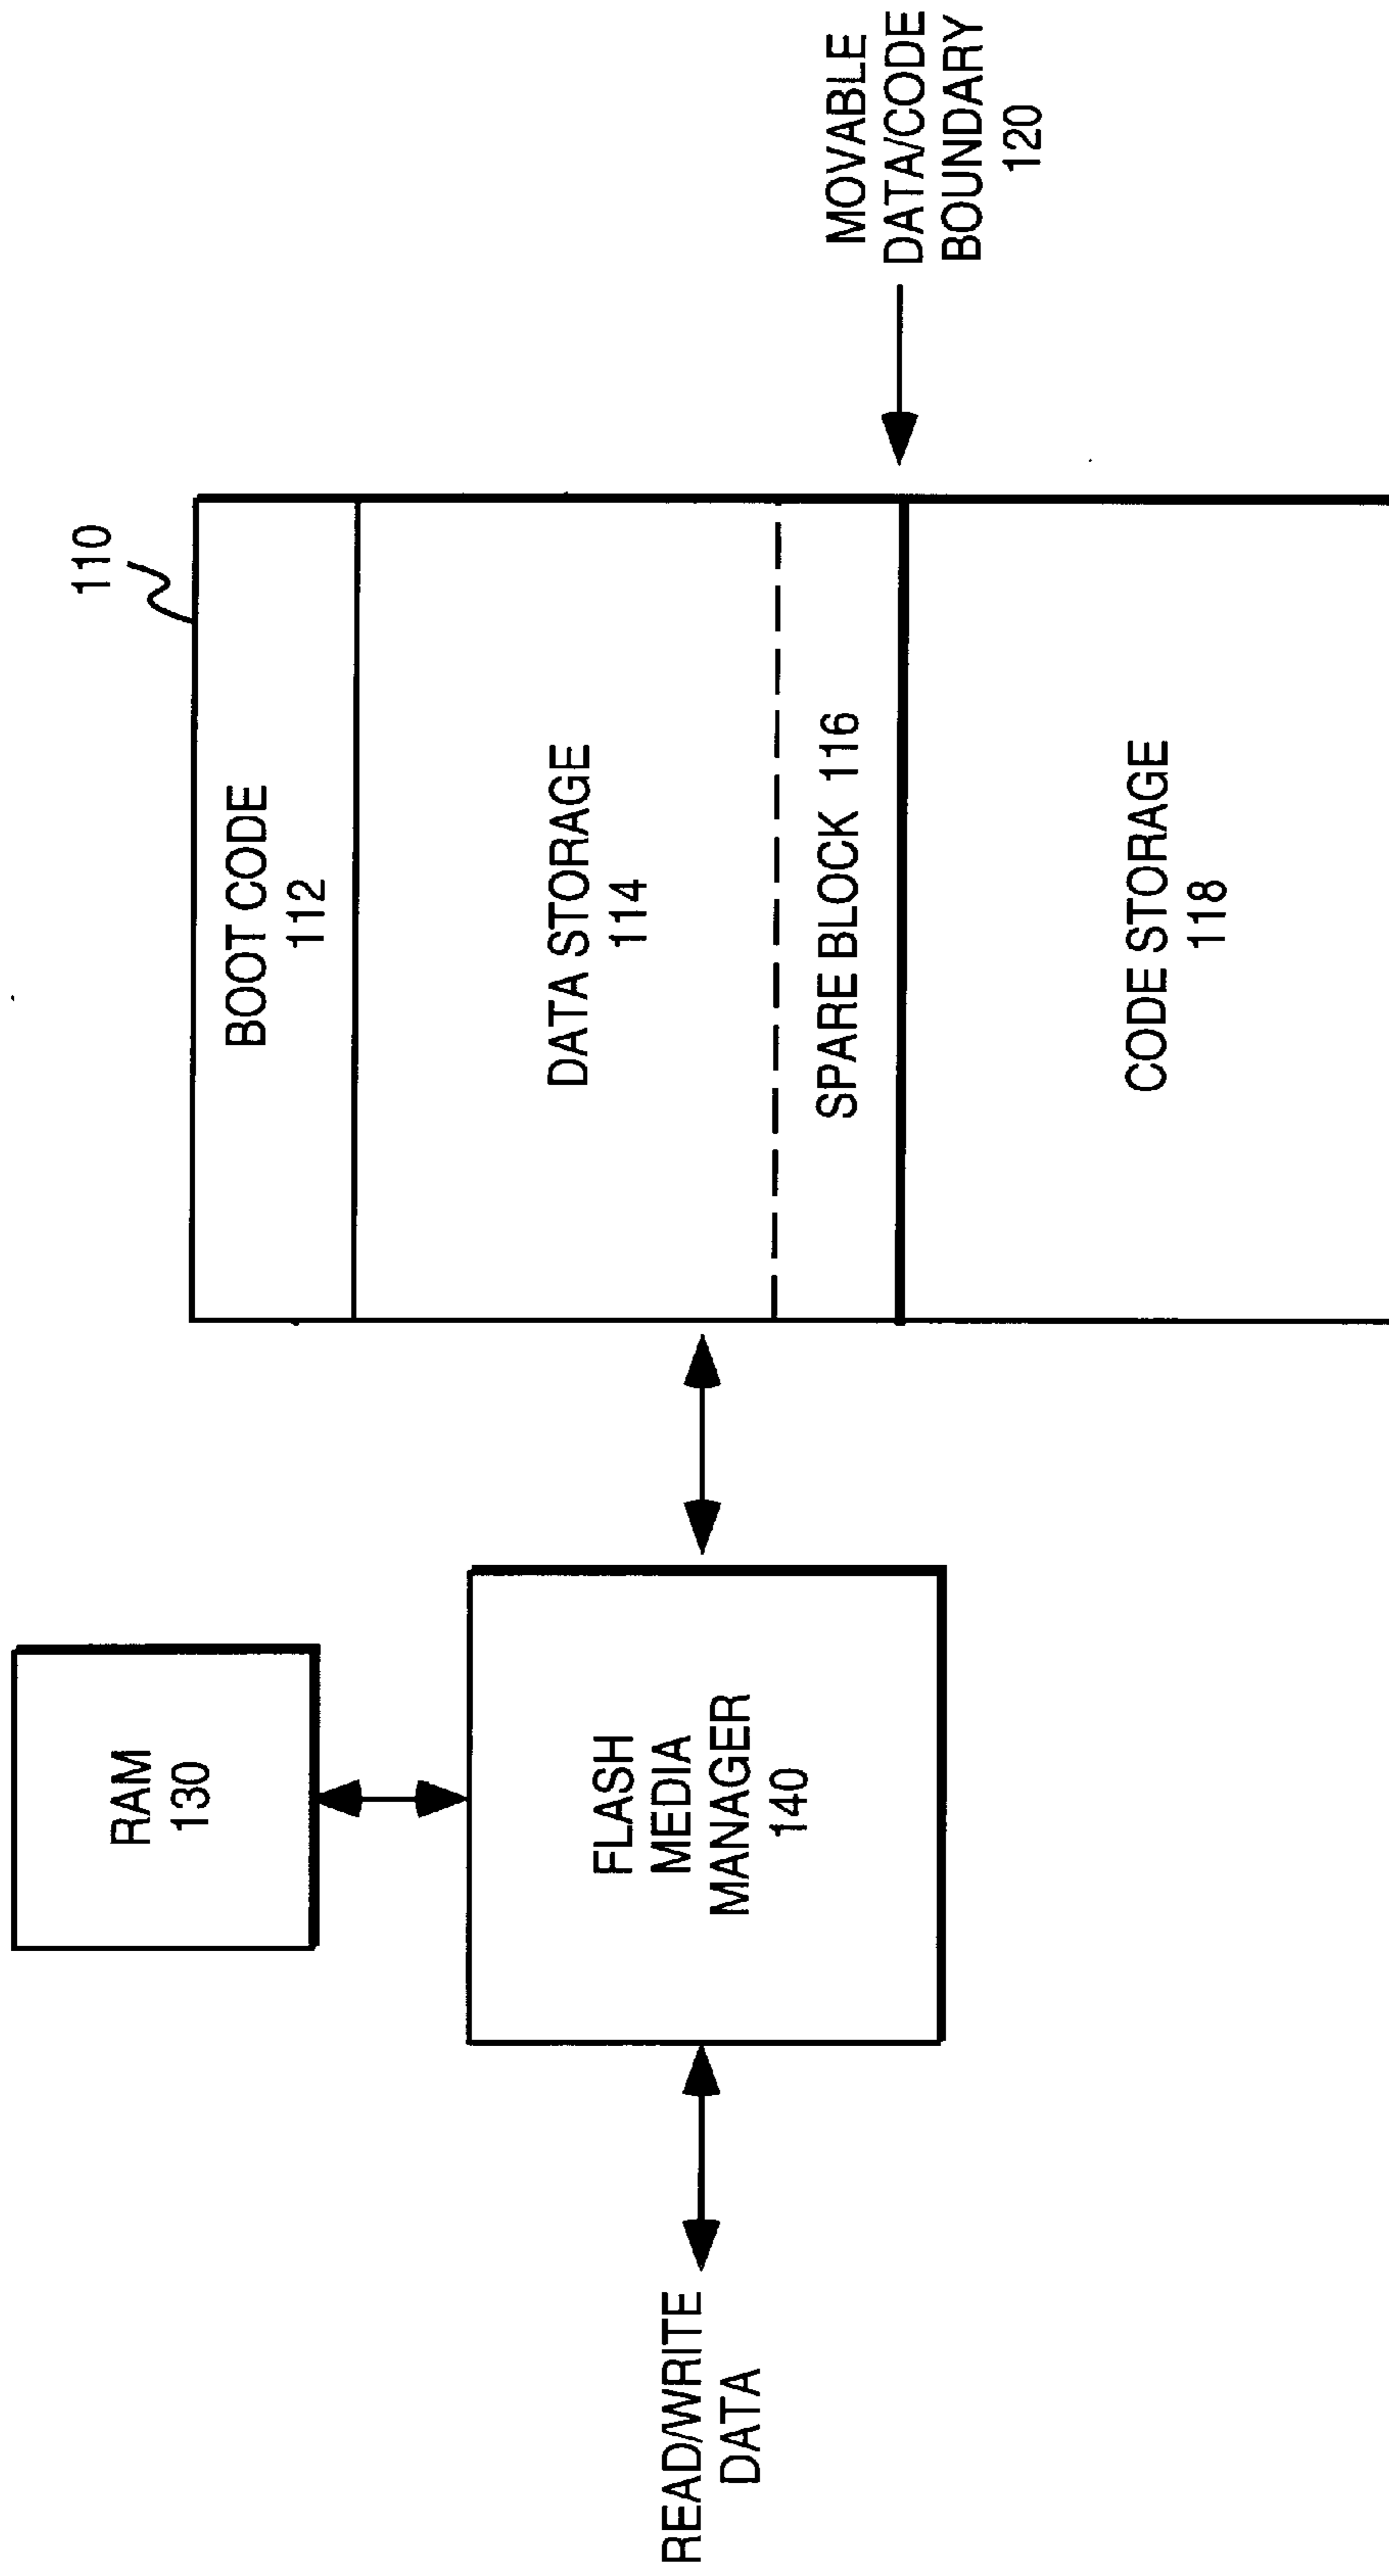 RAM
130
FLASH
MEDIA
MANAGER
140
READ/WRITE
DATA
110
BOOT CODE
112
DATA STORAGE
114
SPARE BLOCK 116
CODE STORAGE
118
MOVABLE
DATA/CODE
BOUNDARY
120